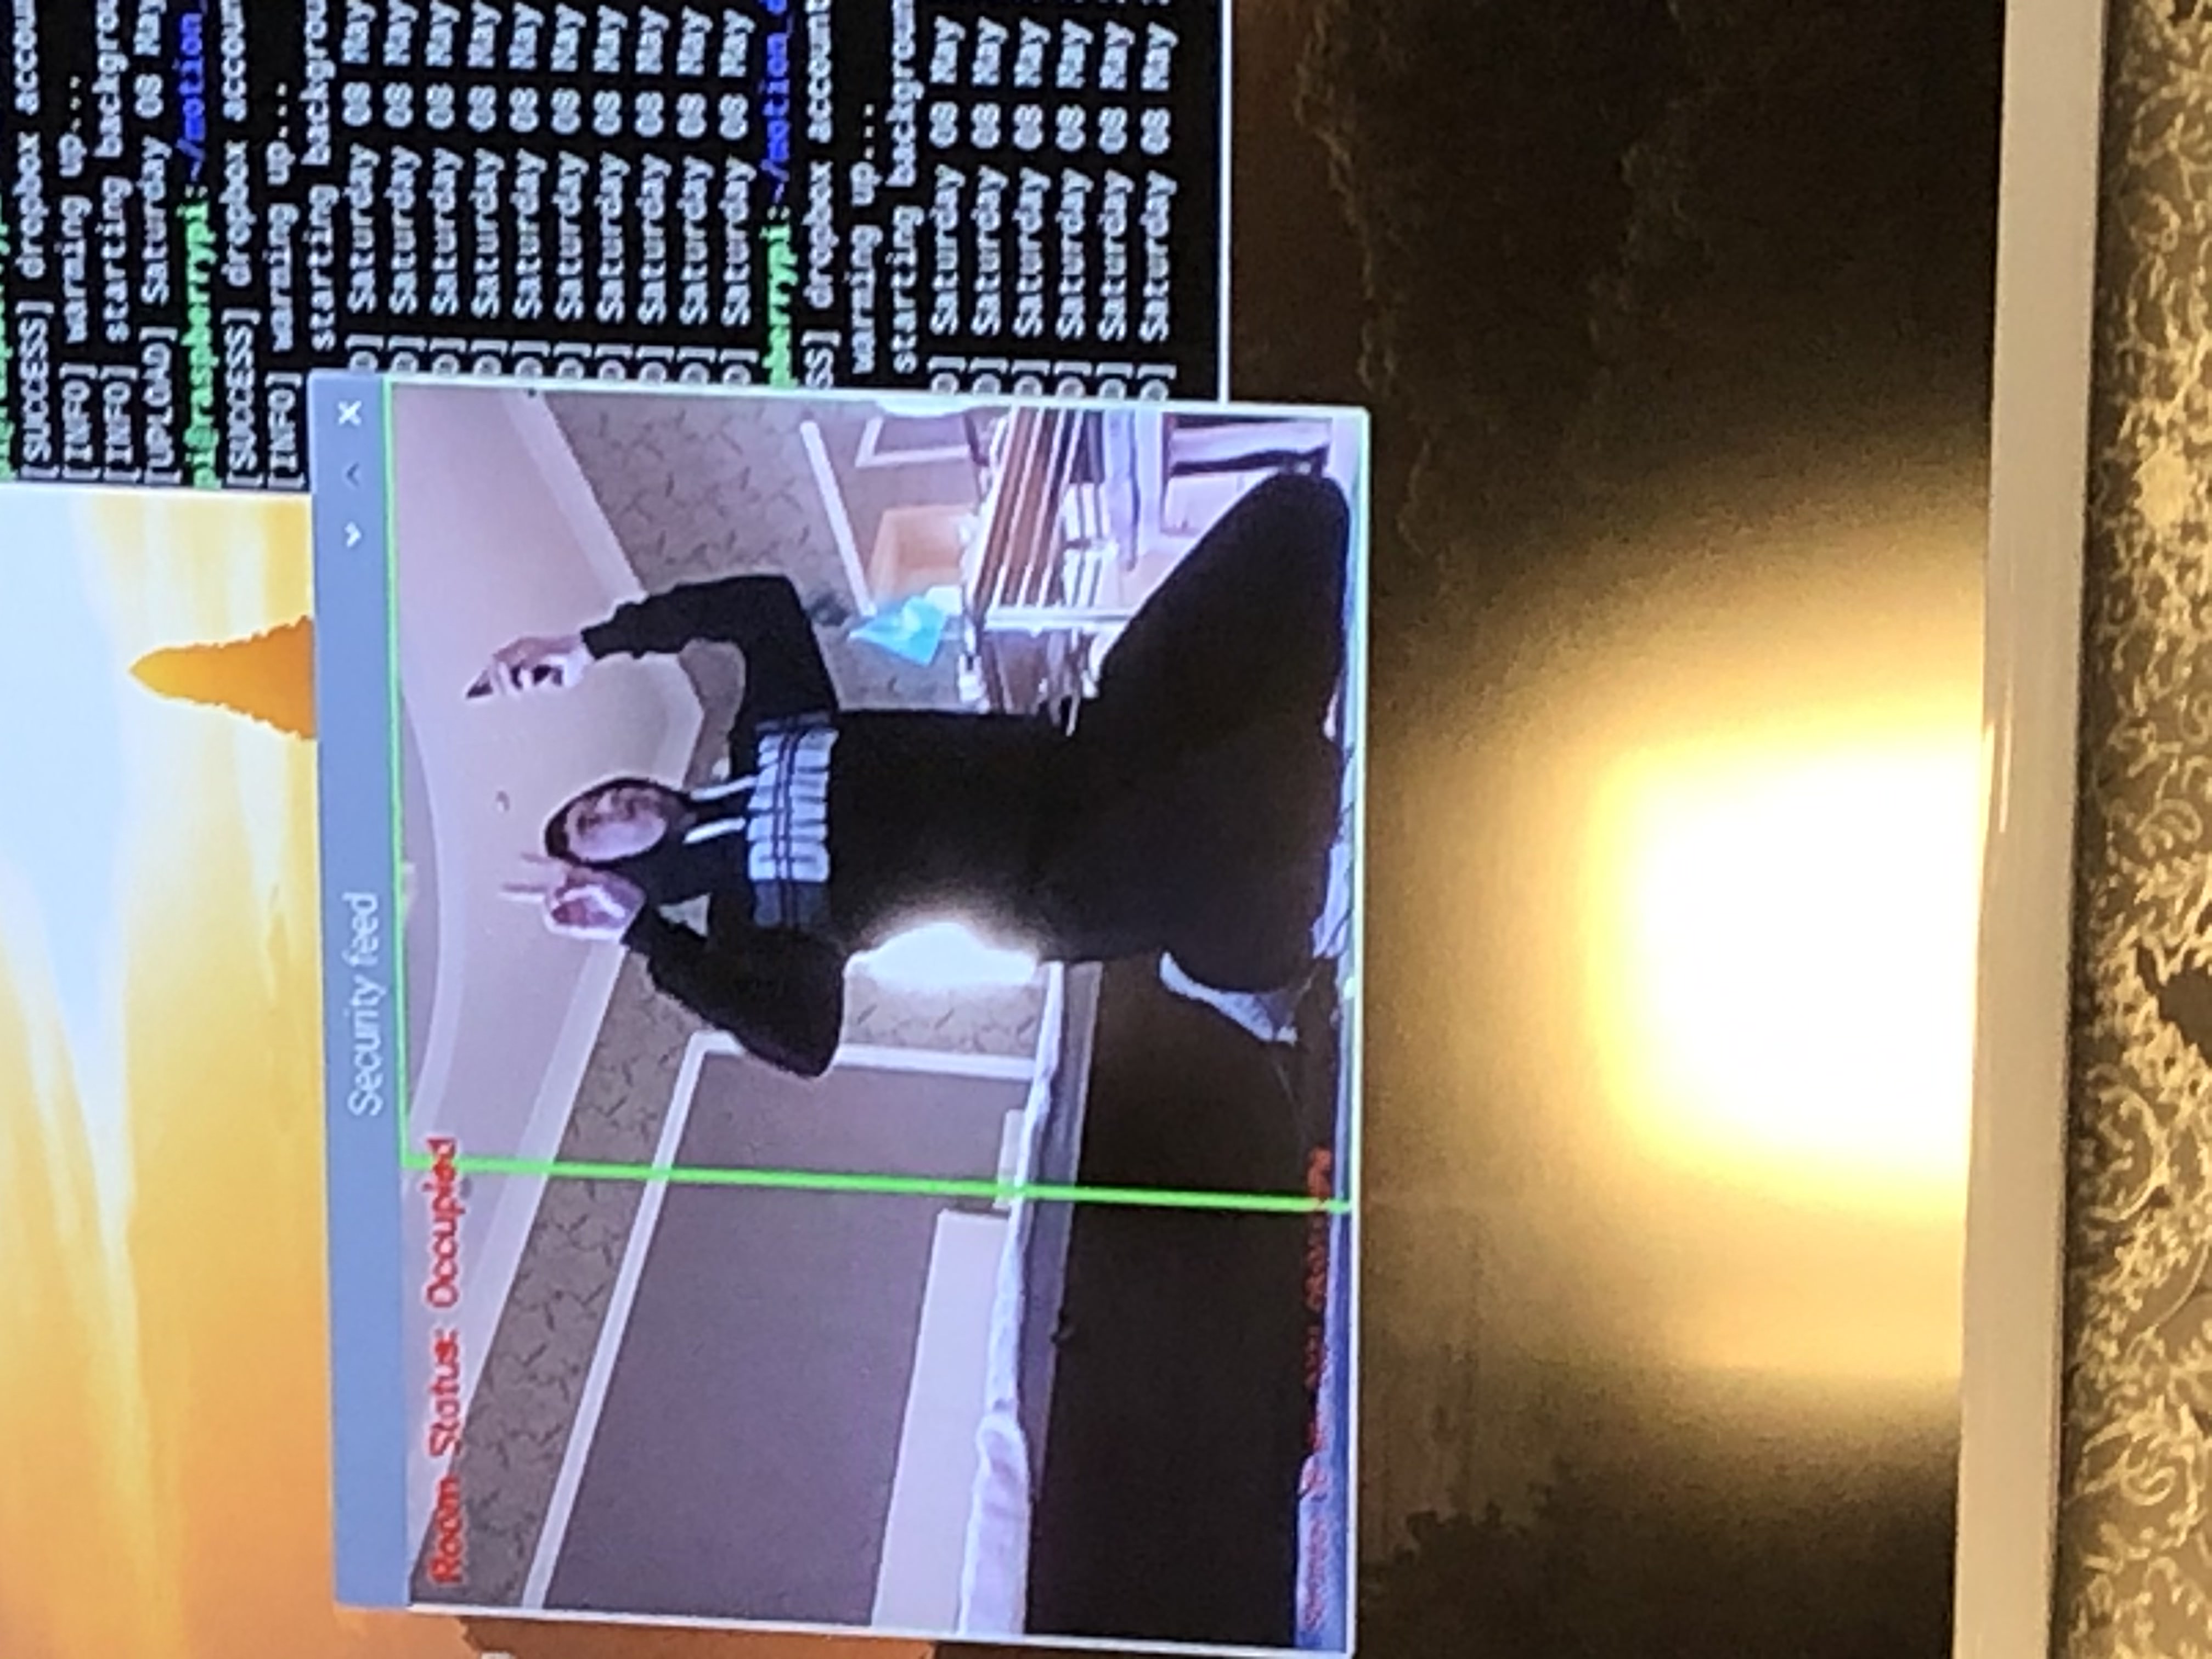 [SUCCESS] dropbox accoun
[INFO] warming up...
[INFO] starting backgrou
[UPLOAD] Saturday 08 May
pi@raspberrypi:~/motion_
[SUCCESS] dropbox accoun
[INFO] warming up...
starting backgrou
D] Saturday 08 May
D] Saturday 08 May
D] Saturday 08 May
D] Saturday 08 May
D] Saturday 08 May
D] Saturday 08 May
D] Saturday 08 May
D] Saturday 08 May
D] Saturday 08 May
D] Saturday 08 May
pberrypi:~/motion_d
SS] dropbox account
warming up...
starting backgroun
D] Saturday 08 May
D] Saturday 08 May
D] Saturday 08 May
D] Saturday 08 May
D] Saturday 08 May
D] Saturday 08 May
Security feed
Room Status: Occupied